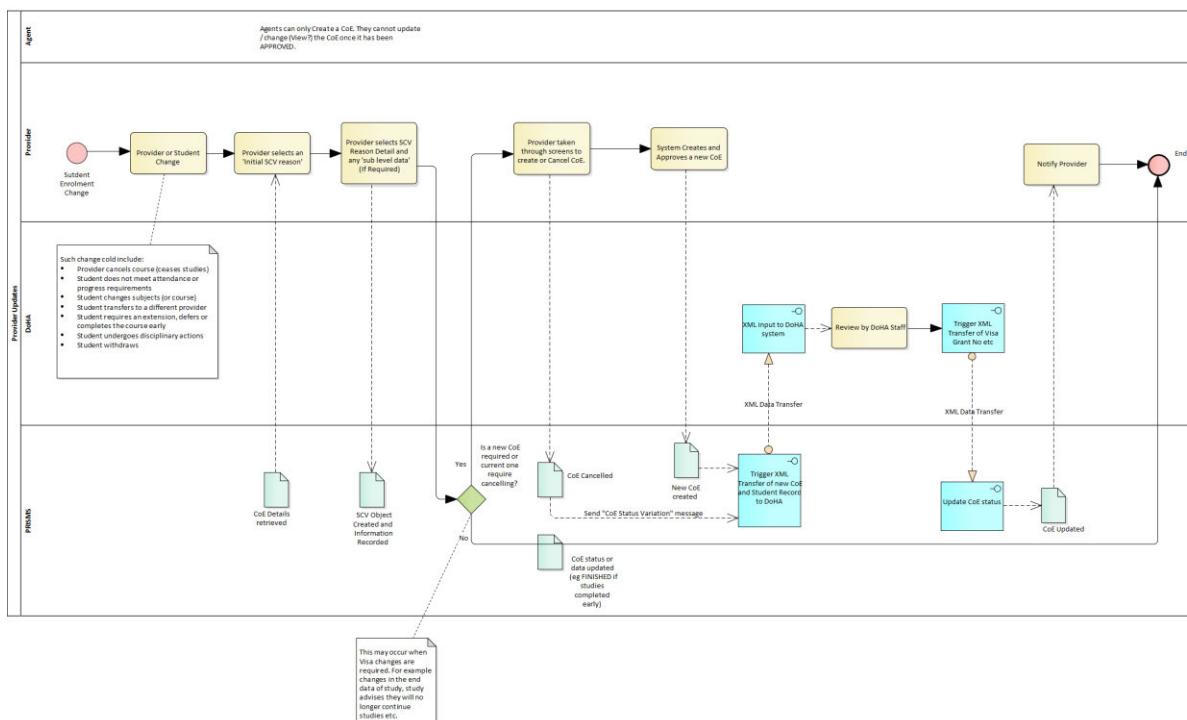 Provider Updates
Agent
Agents can only Create a CoE. They cannot update
/ change (View?) the CoE once it has been
APPROVED.
Provider
Sutdent
Enrolment
Change
Provider or Student
Change
Provider selects an
'Initial SCV reason'
Provider selects SCV
Reason Detail and
any 'sub level data'
(If Required)
Provider taken
through screens to
create or Cancel CoE.
System Creates and
Approves a new CoE
Notify Provider
End
DoHA
Such change cold include:
• Provider cancels course (ceases studies)
• Student does not meet attendance or
progress requirements
• Student changes subjects (or course)
• Student transfers to a different provider
• Student requires an extension, defers or
completes the course early
• Student undergoes disciplinary actions
• Student withdraws
XML input to DoHA
system
Review by DoHA Staff
Trigger XML
Transfer of Visa
Grant No etc
XML Data Transfer
XML Data Transfer
PRISMS
CoE Details
retrieved
SCV Object
Created and
Information
Recorded
Yes
No
Is a new CoE
required or
current one
require
cancelling?
CoE Cancelled
New CoE
created
Send "CoE Status Variation" message
Trigger XML
Transfer of new CoE
and Student Record
to DoHA
Update CoE status
CoE Updated
CoE status or
data updated
(eg FINISHED if
studies
completed
early)
This may occur when
Visa changes are
required. For example
changes in the end
data of study, study
advises they will no
longer continue
studies etc.